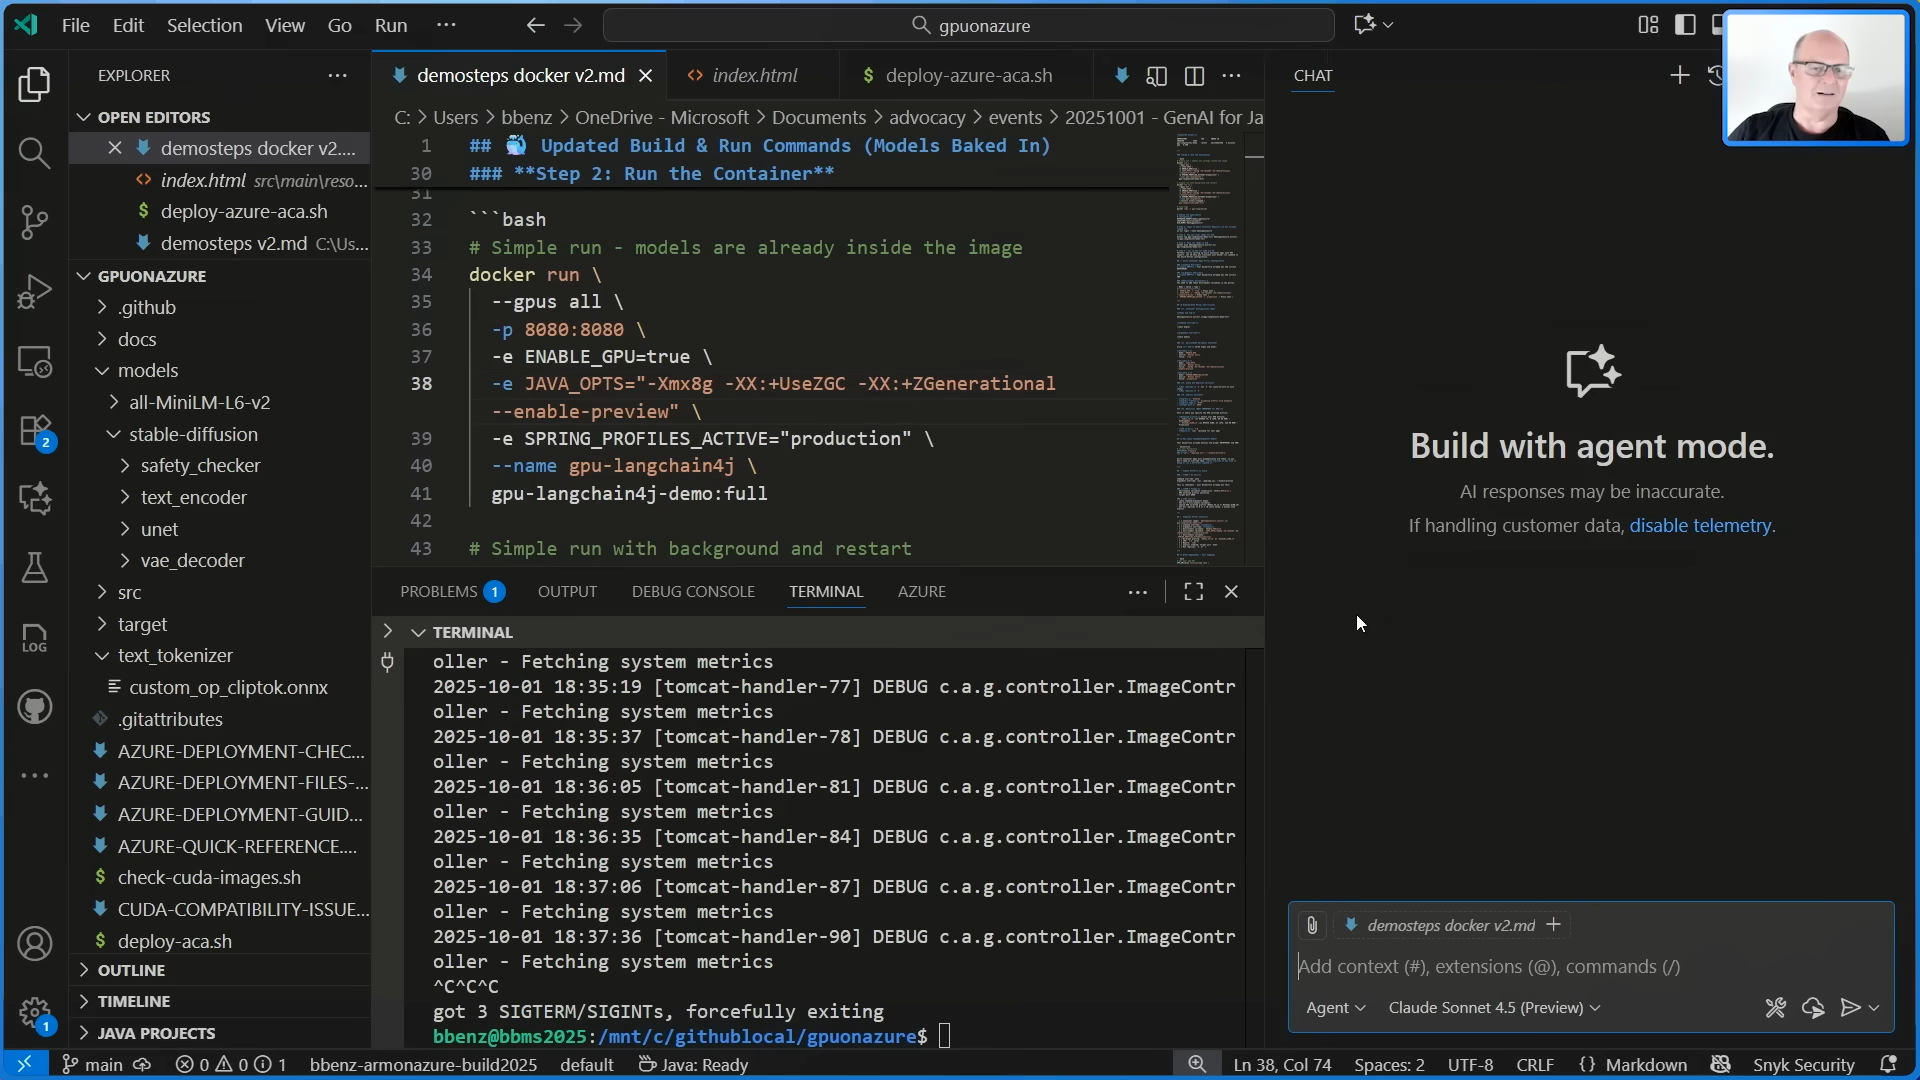 File Edit Selection View Go Run ··· gpuonazure
EXPLORER ···
OPEN EDITORS
demosteps docker v2....
index.html src\main\reso...
deploy-azure-aca.sh
demosteps v2.md C:\Us...
GPUONAZURE
.github
docs
models
all-MiniLM-L6-v2
stable-diffusion
safety_checker
text_encoder
unet
vae_decoder
src
target
text_tokenizer
custom_op_cliptok.onnx
.gitattributes
AZURE-DEPLOYMENT-CHEC...
AZURE-DEPLOYMENT-FILES-...
AZURE-DEPLOYMENT-GUID...
AZURE-QUICK-REFERENCE....
check-cuda-images.sh
CUDA-COMPATIBILITY-ISSUE...
deploy-aca.sh
OUTLINE
TIMELINE
JAVA PROJECTS
2
LOG
1
demosteps docker v2.md index.html deploy-azure-aca.sh
C: > Users > bbenz > OneDrive - Microsoft > Documents > advocacy > events > 20251001 - GenAI for Ja
1 ## 🐳 Updated Build & Run Commands (Models Baked In)
30 ### **Step 2: Run the Container**
31
32 ```bash
33 # Simple run - models are already inside the image
34 docker run \
35 --gpus all \
36 -p 8080:8080 \
37 -e ENABLE_GPU=true \
38 -e JAVA_OPTS="-Xmx8g -XX:+UseZGC -XX:+ZGenerational
--enable-preview" \
39 -e SPRING_PROFILES_ACTIVE="production" \
40 --name gpu-langchain4j \
41 gpu-langchain4j-demo:full
42
43 # Simple run with background and restart
PROBLEMS 1 OUTPUT DEBUG CONSOLE TERMINAL AZURE ···
TERMINAL
oller - Fetching system metrics
2025-10-01 18:35:19 [tomcat-handler-77] DEBUG c.a.g.controller.ImageContr
oller - Fetching system metrics
2025-10-01 18:35:37 [tomcat-handler-78] DEBUG c.a.g.controller.ImageContr
oller - Fetching system metrics
2025-10-01 18:36:05 [tomcat-handler-81] DEBUG c.a.g.controller.ImageContr
oller - Fetching system metrics
2025-10-01 18:36:35 [tomcat-handler-84] DEBUG c.a.g.controller.ImageContr
oller - Fetching system metrics
2025-10-01 18:37:06 [tomcat-handler-87] DEBUG c.a.g.controller.ImageContr
oller - Fetching system metrics
2025-10-01 18:37:36 [tomcat-handler-90] DEBUG c.a.g.controller.ImageContr
oller - Fetching system metrics
^C^C^C
got 3 SIGTERM/SIGINTs, forcefully exiting
bbenz@bbms2025:/mnt/c/githublocal/gpuonazure$
CHAT
Build with agent mode.
AI responses may be inaccurate.
If handling customer data, disable telemetry.
demosteps docker v2.md
Add context (#), extensions (@), commands (/)
Agent Claude Sonnet 4.5 (Preview)
main 0 0 1 bbenz-armonazure-build2025 default Java: Ready Ln 38, Col 74 Spaces: 2 UTF-8 CRLF {} Markdown Snyk Security